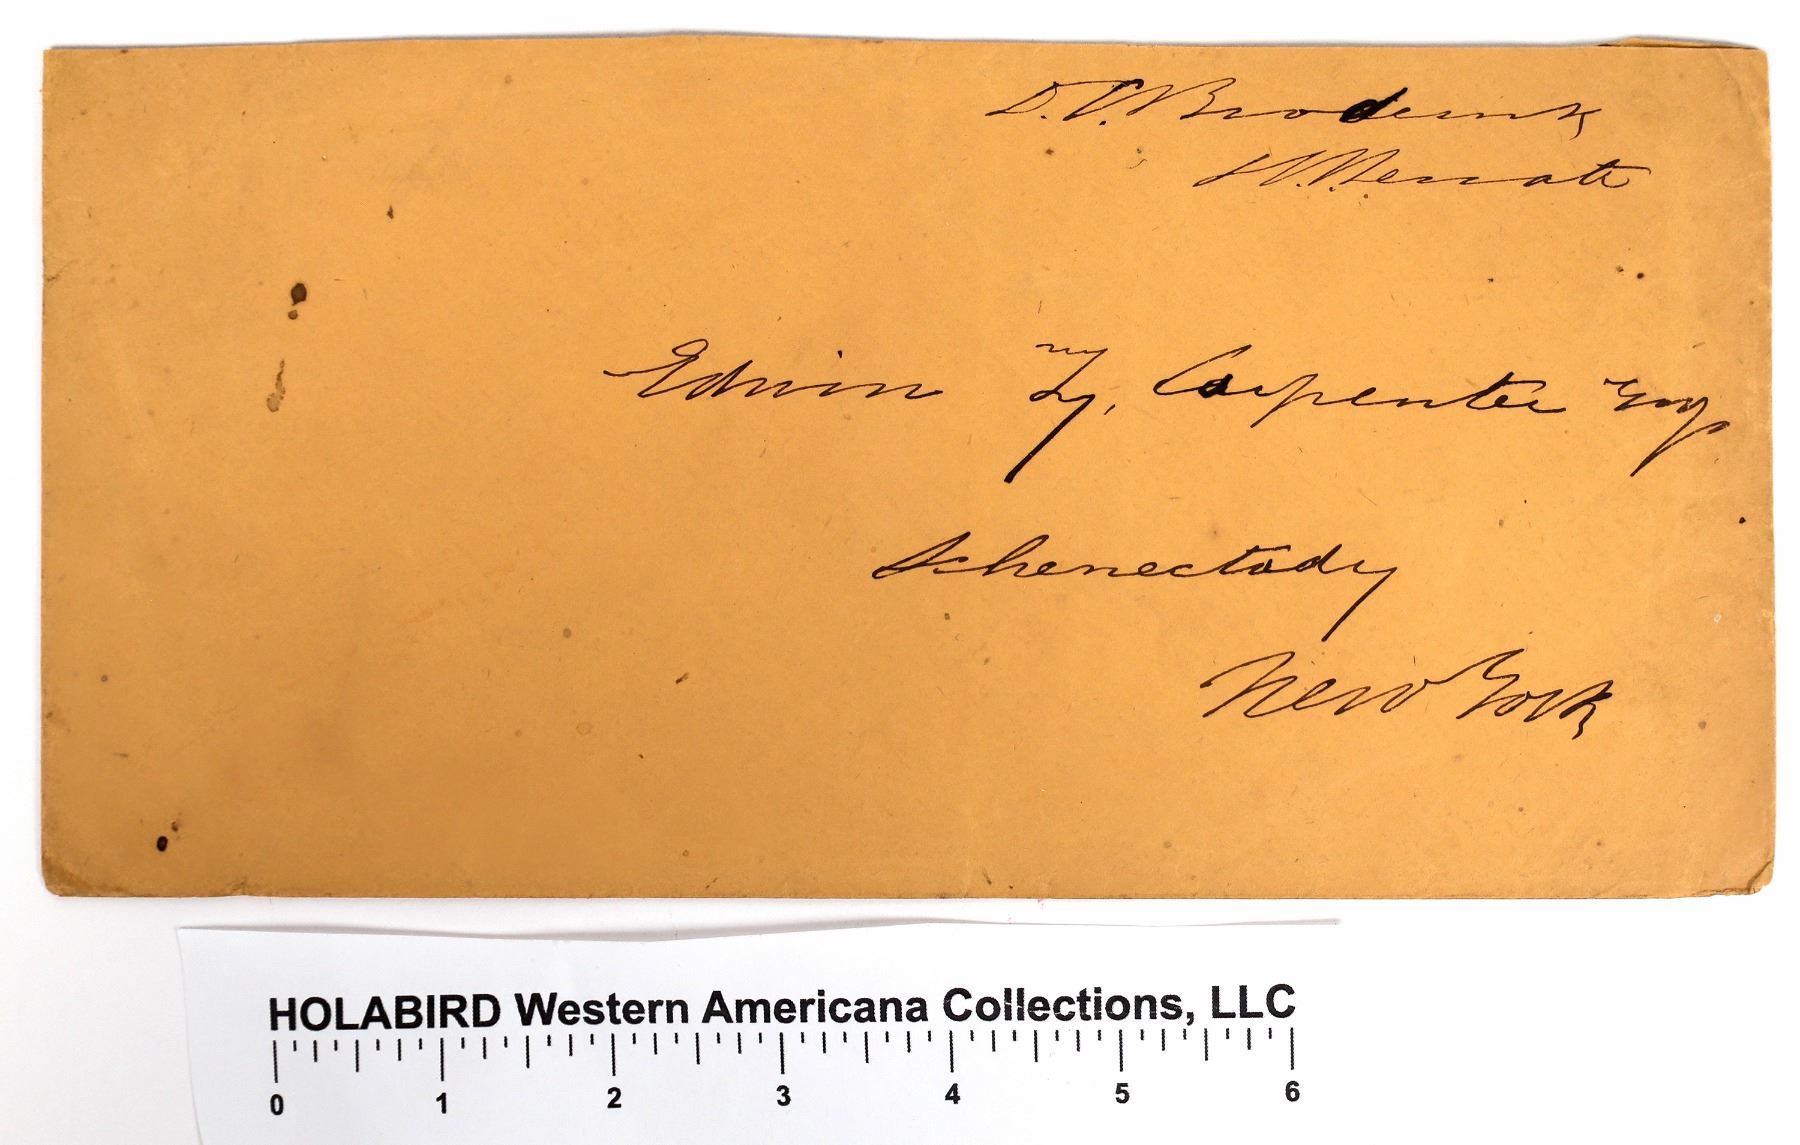 D. C. Broderick
U. S. Senate
Edwin Carpenter Esq
Schenectady
New York
HOLABIRD Western Americana Collections, LLC
0 1 2 3 4 5 6